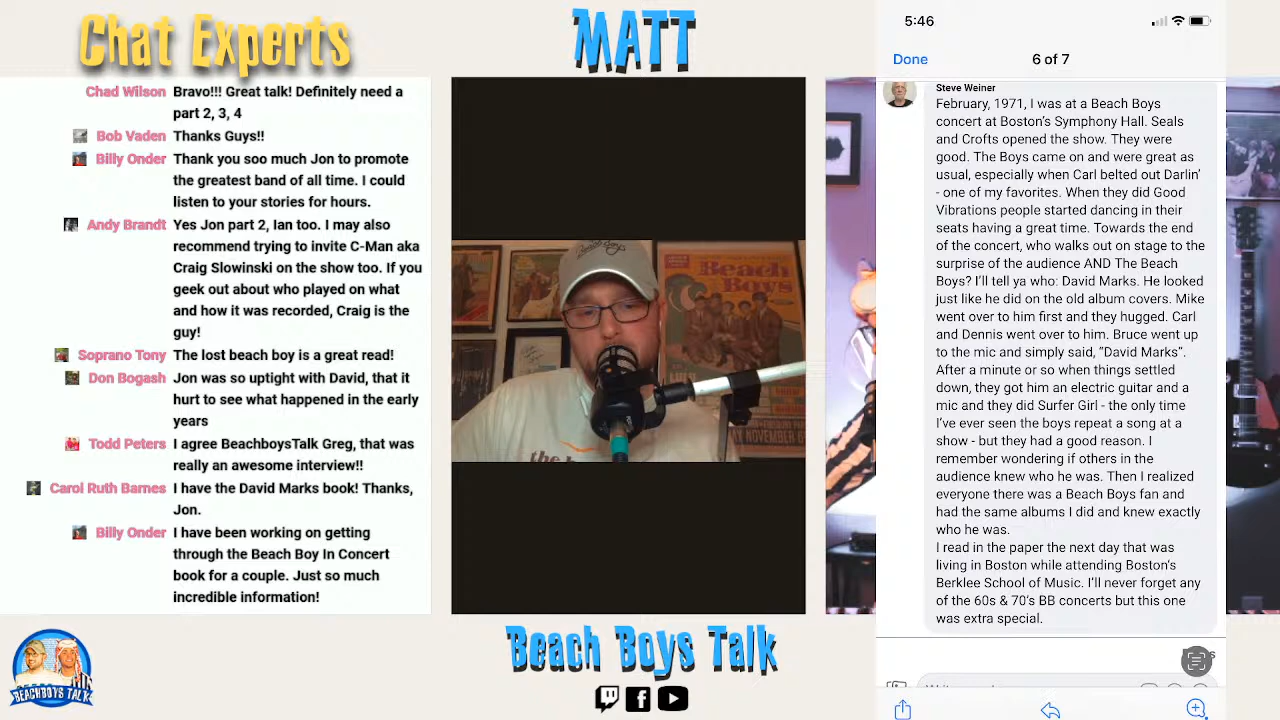 Chat Experts
Chad Wilson Bravo!!! Great talk! Definitely need a
part 2, 3, 4
Bob Vaden Thanks Guys!!
Billy Onder Thank you soo much Jon to promote
the greatest band of all time. I could
listen to your stories for hours.
Andy Brandt Yes Jon part 2, Ian too. I may also
recommend trying to invite C-Man aka
Craig Slowinski on the show too. If you
geek out about who played on what
and how it was recorded, Craig is the
guy!
Soprano Tony The lost beach boy is a great read!
Don Bogash Jon was so uptight with David, that it
hurt to see what happened in the early
years
Todd Peters I agree BeachboysTalk Greg, that was
really an awesome interview!!
Carol Ruth Barnes I have the David Marks book! Thanks,
Jon.
Billy Onder I have been working on getting
through the Beach Boy In Concert
book for a couple. Just so much
incredible information!
BEACHBOYS TALK
MATT
Beach Boys
Beach Boys Talk
5:46
Done
6 of 7
Steve Weiner
February, 1971, I was at a Beach Boys
concert at Boston's Symphony Hall. Seals
and Crofts opened the show. They were
good. The Boys came on and were great as
usual, especially when Carl belted out Darlin'
- one of my favorites. When they did Good
Vibrations people started dancing in their
seats having a great time. Towards the end
of the concert, who walks out on stage to the
surprise of the audience AND The Beach
Boys? I'll tell ya who: David Marks. He looked
just like he did on the old album covers. Mike
went over to him first and they hugged. Carl
and Dennis went over to him. Bruce went up
to the mic and simply said, "David Marks".
After a minute or so when things settled
down, they got him an electric guitar and a
mic and they did Surfer Girl - the only time
I've ever seen the boys repeat a song at a
show - but they had a good reason. I
remember wondering if others in the
audience knew who he was. Then I realized
everyone there was a Beach Boys fan and
had the same albums I did and knew exactly
who he was.
I read in the paper the next day that was
living in Boston while attending Boston's
Berklee School of Music. I'll never forget any
of the 60s & 70's BB concerts but this one
was extra special.